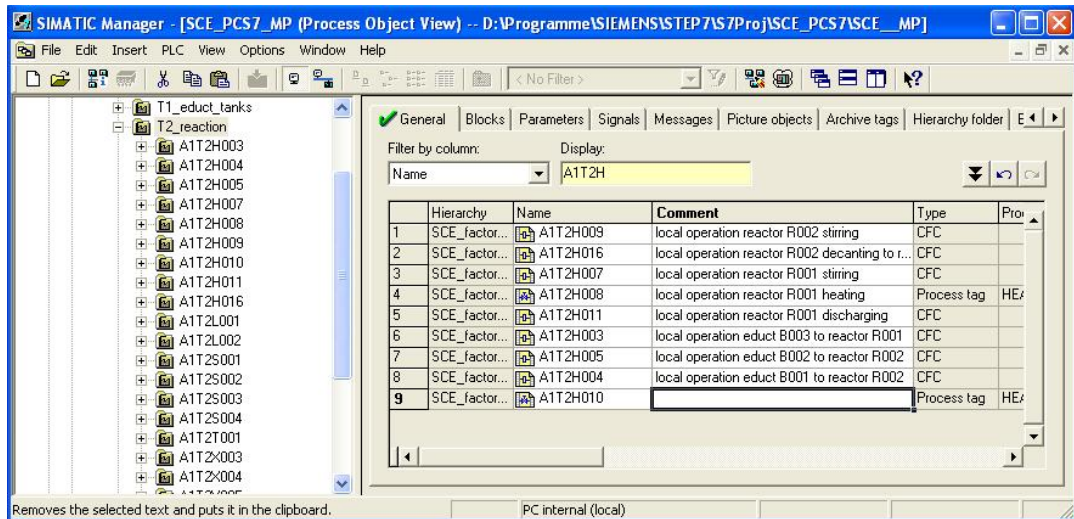 SIMATIC Manager - [SCE_PCS7_MP (Process Object View) -- D:\Programme\SIEMENS\STEP7\S7Proj\SCE_PCS7\SCE__MP]
File Edit Insert PLC View Options Window Help
< No Filter >
T1_educt_tanks
T2_reaction
A1T2H003
A1T2H004
A1T2H005
A1T2H007
A1T2H008
A1T2H009
A1T2H010
A1T2H011
A1T2H016
A1T2L001
A1T2L002
A1T2S001
A1T2S002
A1T2S003
A1T2S004
A1T2T001
A1T2X003
A1T2X004
General Blocks Parameters Signals Messages Picture objects Archive tags Hierarchy folder E
Filter by column: Display:
Name A1T2H
Hierarchy Name Comment Type Pro
1 SCE_factor... A1T2H009 local operation reactor R002 stirring CFC
2 SCE_factor... A1T2H016 local operation reactor R002 decanting to r... CFC
3 SCE_factor... A1T2H007 local operation reactor R001 stirring CFC
4 SCE_factor... A1T2H008 local operation reactor R001 heating Process tag HEA
5 SCE_factor... A1T2H011 local operation reactor R001 discharging CFC
6 SCE_factor... A1T2H003 local operation educt B003 to reactor R001 CFC
7 SCE_factor... A1T2H005 local operation educt B002 to reactor R002 CFC
8 SCE_factor... A1T2H004 local operation educt B001 to reactor R002 CFC
9 SCE_factor... A1T2H010 Process tag HEA
Removes the selected text and puts it in the clipboard. PC internal (local)